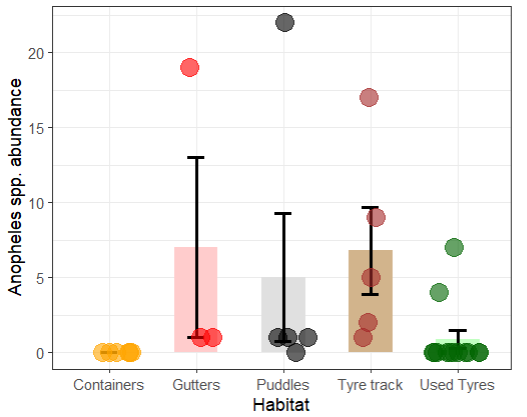 Anopheles spp. abundance
20
15
10
5
0
Containers Gutters Puddles Tyre track Used Tyres
Habitat